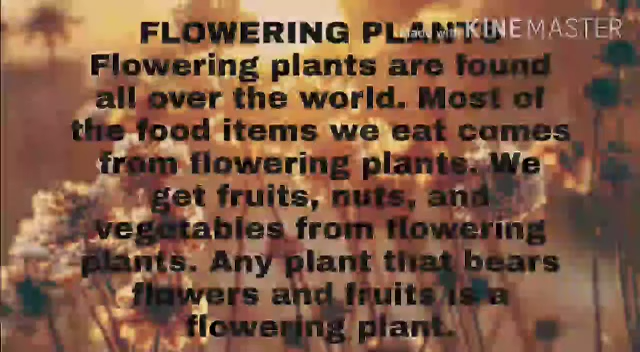 FLOWERING PLANTS
Made with KINEMASTER
Flowering plants are found
all over the world. Most of
the food items we eat comes
from flowering plants. We
get fruits, nuts, and
vegetables from flowering
plants. Any plant that bears
flowers and fruits is a
flowering plant.